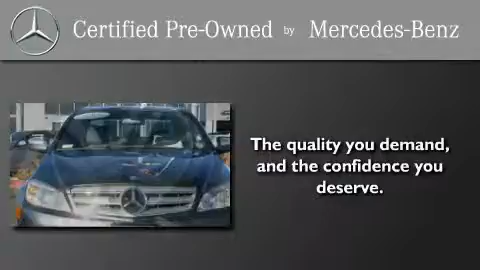 Certified Pre-Owned by Mercedes-Benz
The quality you demand,
and the confidence you
deserve.